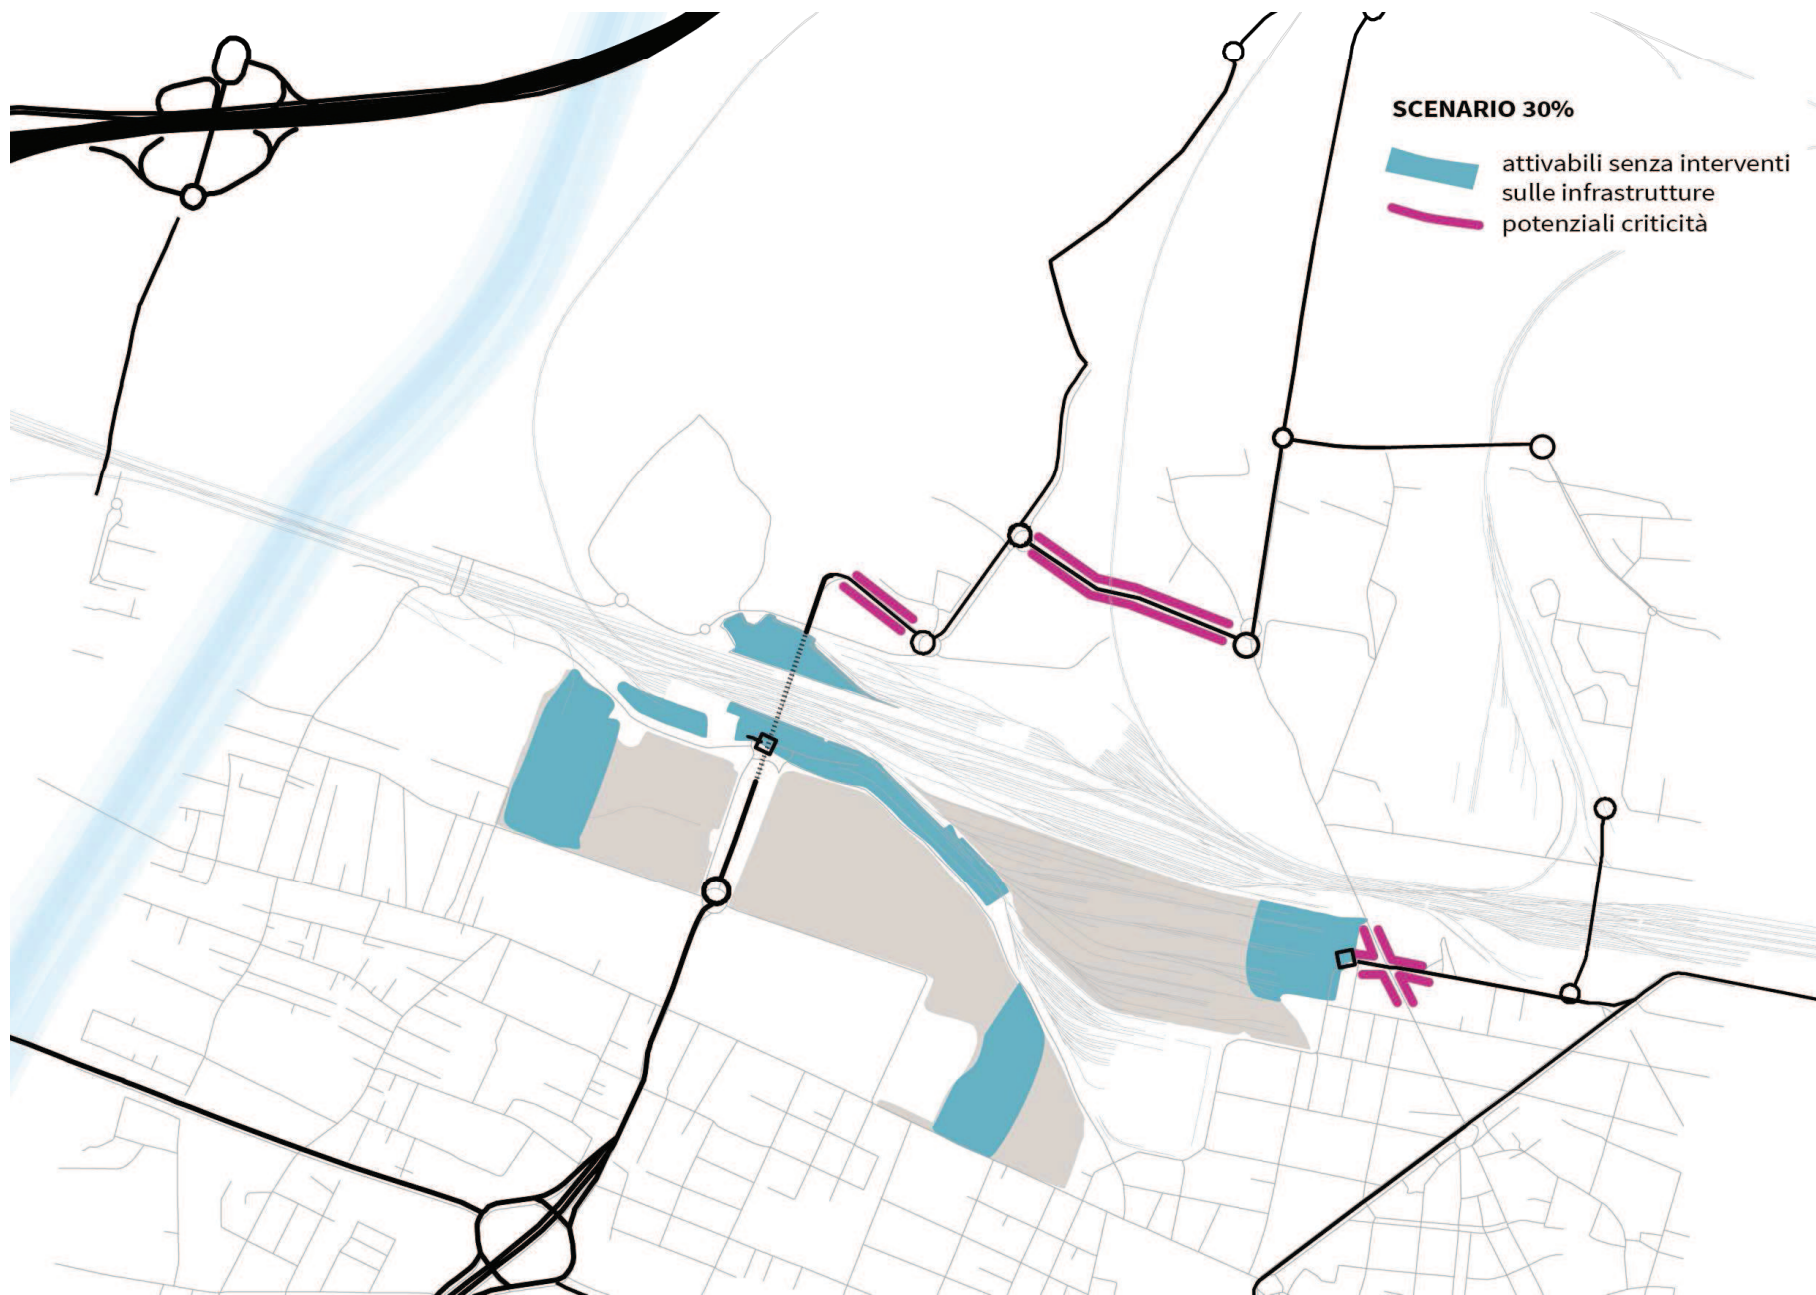 SCENARIO 30%
attivabili senza interventi
sulle infrastrutture
potenziali criticità